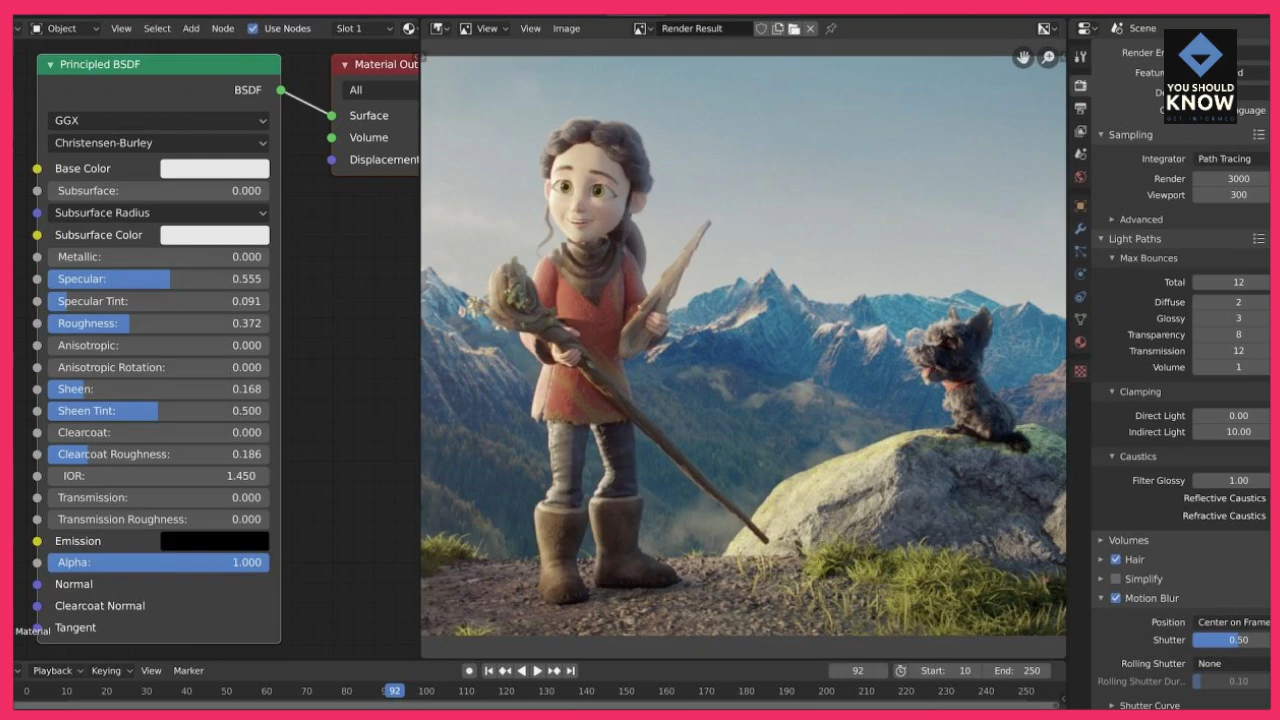 Object View Select Add Node Use Nodes Slot 1
View View Image Render Result
Scene
Principled BSDF
BSDF
GGX
Christensen-Burley
Base Color
Subsurface: 0.000
Subsurface Radius
Subsurface Color
Metallic: 0.000
Specular: 0.555
Specular Tint: 0.091
Roughness: 0.372
Anisotropic: 0.000
Anisotropic Rotation: 0.000
Sheen: 0.168
Sheen Tint: 0.500
Clearcoat: 0.000
Clearcoat Roughness: 0.186
IOR: 1.450
Transmission: 0.000
Transmission Roughness: 0.000
Emission
Alpha: 1.000
Normal
Clearcoat Normal
Tangent
Material
Material Out
All
Surface
Volume
Displacement
YOU SHOULD
KNOW
GET INFORMED
Render En
Featu
Sampling
Integrator Path Tracing
Render 3000
Viewport 300
Advanced
Light Paths
Max Bounces
Total 12
Diffuse 2
Glossy 3
Transparency 8
Transmission 12
Volume 1
Clamping
Direct Light 0.00
Indirect Light 10.00
Caustics
Filter Glossy 1.00
Reflective Caustics
Refractive Caustics
Volumes
Hair
Simplify
Motion Blur
Position Center on Frame
Shutter 0.50
Rolling Shutter None
Rolling Shutter Dur.. 0.10
Shutter Curve
Playback Keying View Marker
92 Start: 10 End: 250
0 10 20 30 40 50 60 70 80 92 100 110 120 130 140 150 160 170 180 190 200 210 220 230 240 250